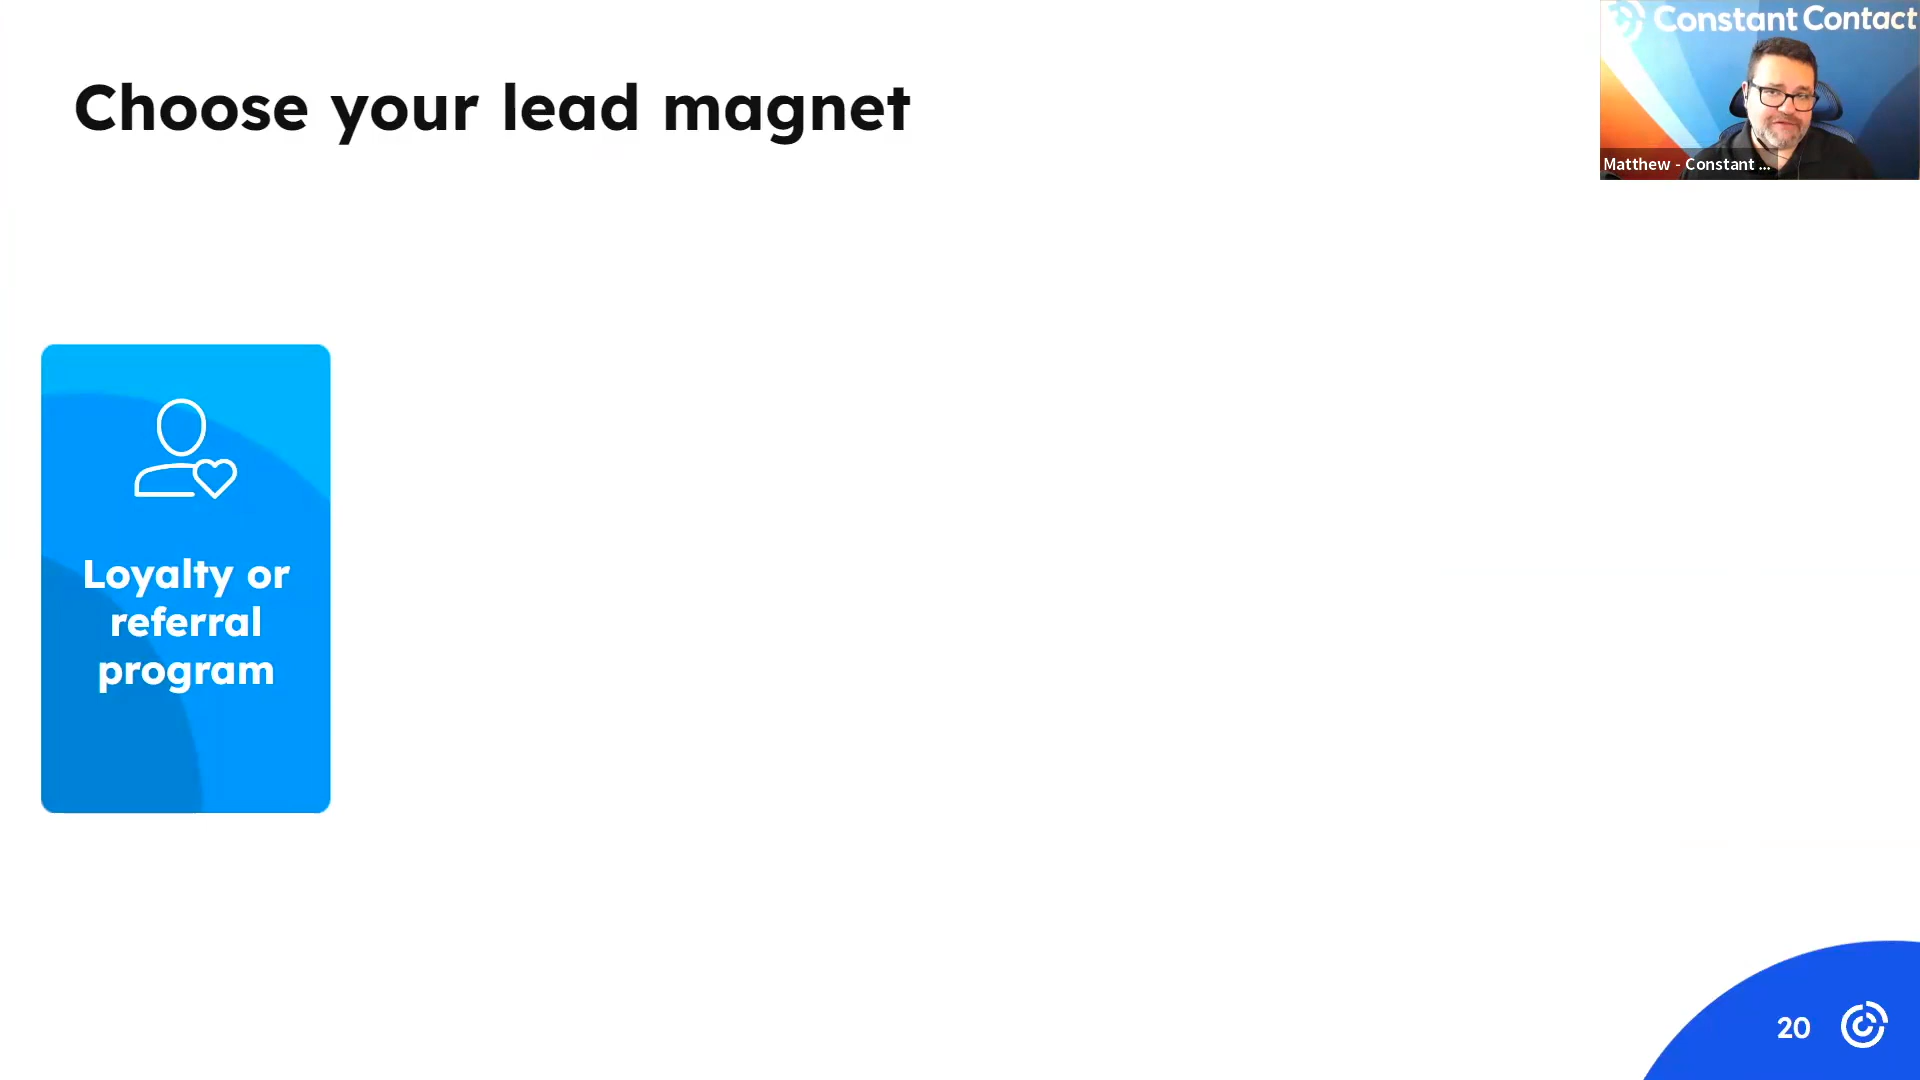 Choose your lead magnet
Constant Contact
Matthew - Constant ...
Loyalty or
referral
program
20